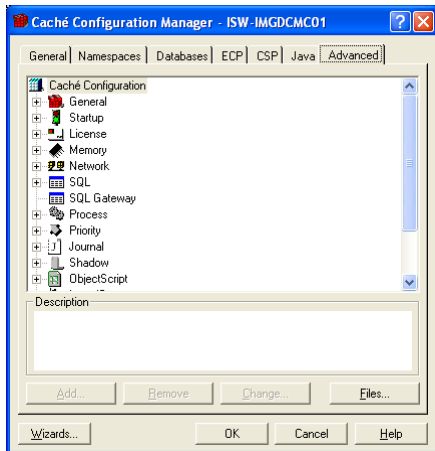 Caché Configuration Manager - ISW-IMGDCMC01
General Namespaces Databases ECP CSP Java Advanced
Caché Configuration
General
Startup
License
Memory
Network
SQL
SQL Gateway
Process
Priority
Journal
Shadow
ObjectScript
Description
Add... Remove Change... Files...
Wizards... OK Cancel Help